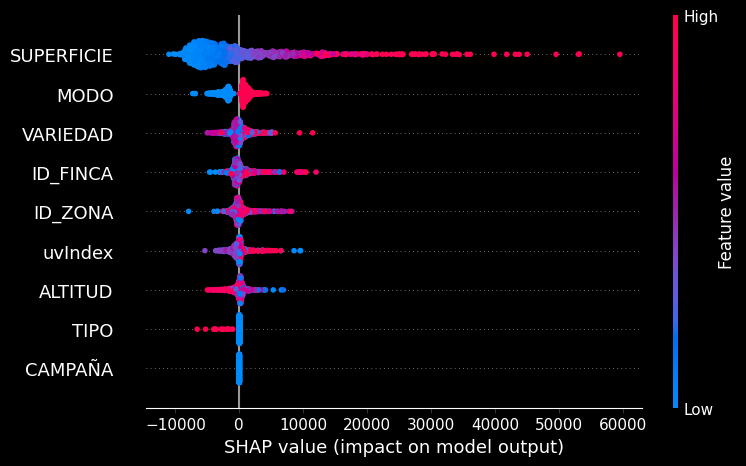 High
SUPERFICIE
MODO
VARIEDAD
ID_FINCA
ID_ZONA
uvIndex
ALTITUD
TIPO
CAMPAÑA
Feature value
Low
−10000 0 10000 20000 30000 40000 50000 60000
SHAP value (impact on model output)